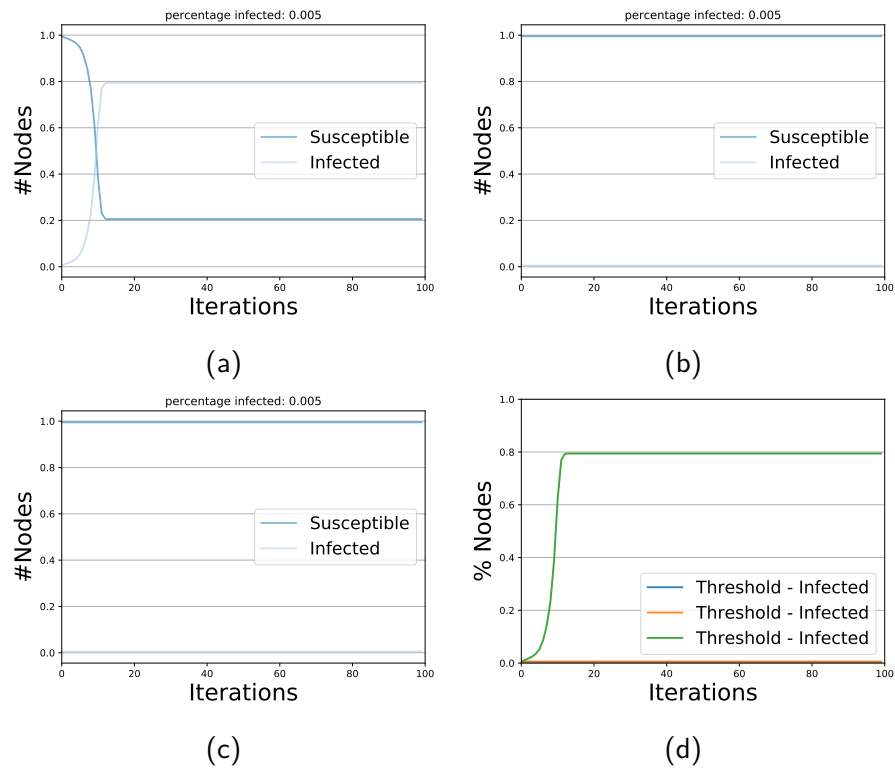 percentage infected: 0.005
1.0
0.8
0.6
0.4
0.2
0.0
#Nodes
Susceptible
Infected
0 20 40 60 80 100
Iterations
(a)
percentage infected: 0.005
1.0
0.8
0.6
0.4
0.2
0.0
#Nodes
Susceptible
Infected
0 20 40 60 80 100
Iterations
(b)
percentage infected: 0.005
1.0
0.8
0.6
0.4
0.2
0.0
#Nodes
Susceptible
Infected
0 20 40 60 80 100
Iterations
(c)
1.0
0.8
0.6
0.4
0.2
0.0
% Nodes
Threshold - Infected
Threshold - Infected
Threshold - Infected
0 20 40 60 80 100
Iterations
(d)